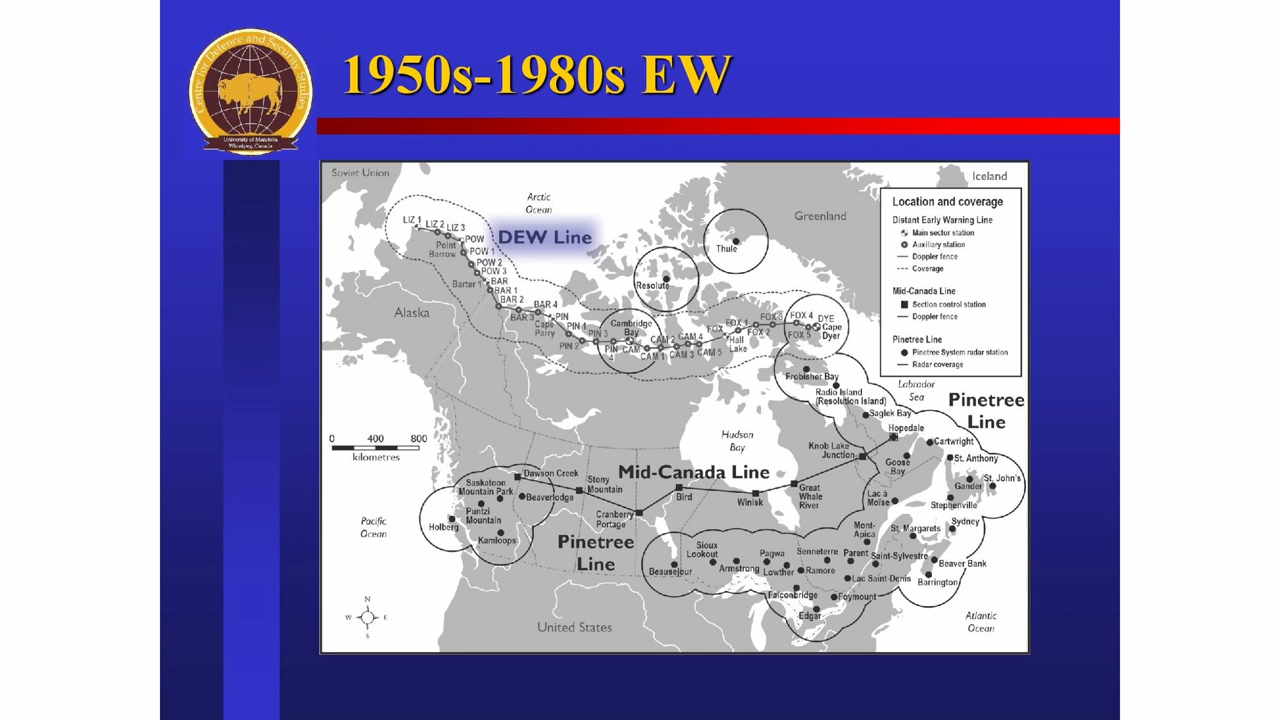 Centre for Defence and Security Studies
University of Manitoba
Winnipeg, Canada
1950s-1980s EW
Soviet Union
Arctic
Ocean
Iceland
Greenland
Location and coverage
Distant Early Warning Line
Main sector station
Auxiliary station
Doppler fence
Coverage
Mid-Canada Line
Section control station
Doppler fence
Pinetree Line
Pinetree System radar station
Radar coverage
LIZ 1
LIZ 2
LIZ 3
POW
Point
Barrow
POW 1
POW 2
POW 3
Barter 1
BAR
BAR 1
BAR 2
BAR 3
BAR 4
PIN
Cape
Parry
PIN 1
PIN 2
PIN 3
PIN
4
DEW Line
Thule
Resolute
Alaska
Cambridge
Bay
CAM
CAM 1
CAM 2
CAM 3
CAM 4
CAM 5
FOX
Hall
Lake
FOX 1
FOX 2
FOX 3
FOX 4
FOX 5
DYE
Cape
Dyer
Frobisher Bay
Radio Island
(Resolution Island)
Labrador
Sea
Saglek Bay
Pinetree
Line
Hopedale
Cartwright
Hudson
Bay
Knob Lake
Junction
Goose
Bay
St. Anthony
St. John's
Gander
Stephenville
0 400 800
kilometres
Mid-Canada Line
Dawson Creek
Saskatoon
Mountain Park
Beaverlodge
Stony
Mountain
Puntzi
Mountain
Holberg
Kamloops
Pacific
Ocean
Cranberry
Portage
Bird
Winisk
Great
Whale
River
Lac à
Moïse
Mont-
Apica
St. Margarets
Sydney
Pinetree
Line
Beausejour
Sioux
Lookout
Armstrong
Pagwa
Lowther
Senneterre
Ramore
Parent
Saint-Sylvestre
Beaver Bank
Barrington
Lac Saint-Denis
Falconbridge
Foymount
Edgar
United States
Atlantic
Ocean
N
W E
S